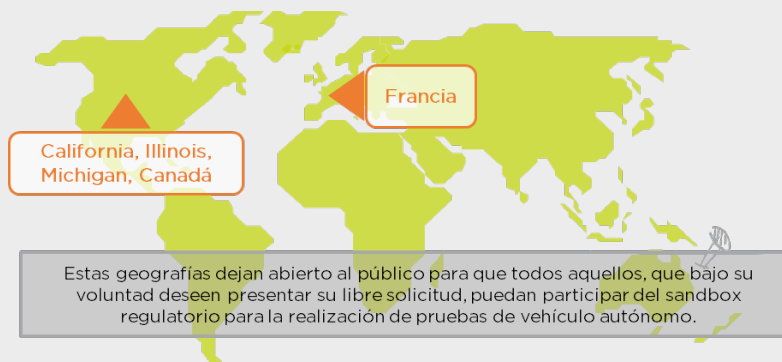 Francia
California, Illinois,
Michigan, Canadá
Estas geografías dejan abierto al público para que todos aquellos, que bajo su
voluntad deseen presentar su libre solicitud, puedan participar del sandbox
regulatorio para la realización de pruebas de vehículo autónomo.